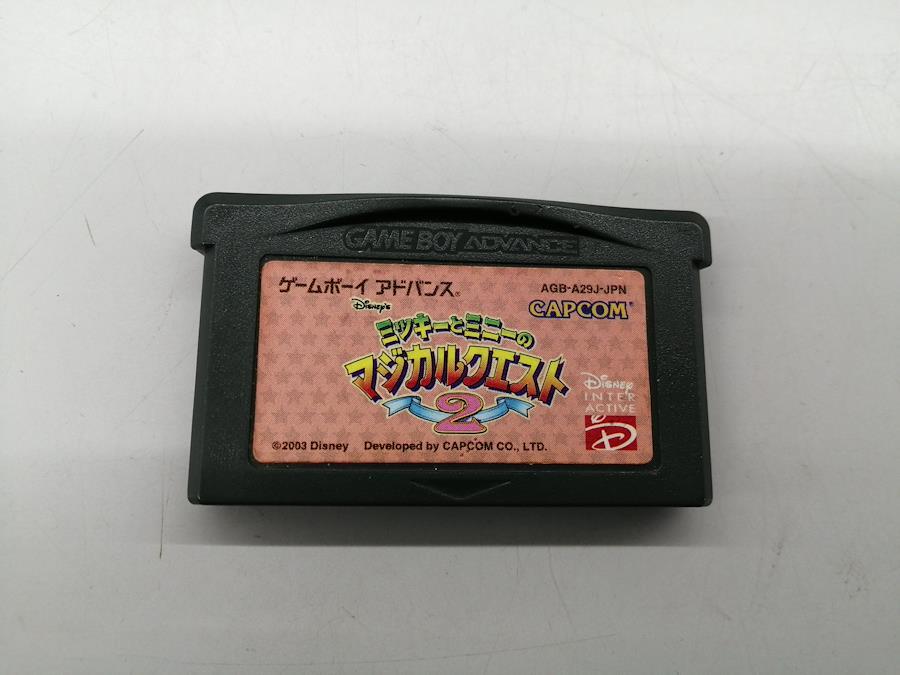 GAME BOY ADVANCE
ゲームボーイ アドバンス®
AGB-A29J-JPN
CAPCOM
Disney's
ミッキーとミニーの
マジカルクエスト
2
Disney
INTER
ACTIVE
D
©2003 Disney Developed by CAPCOM CO., LTD.